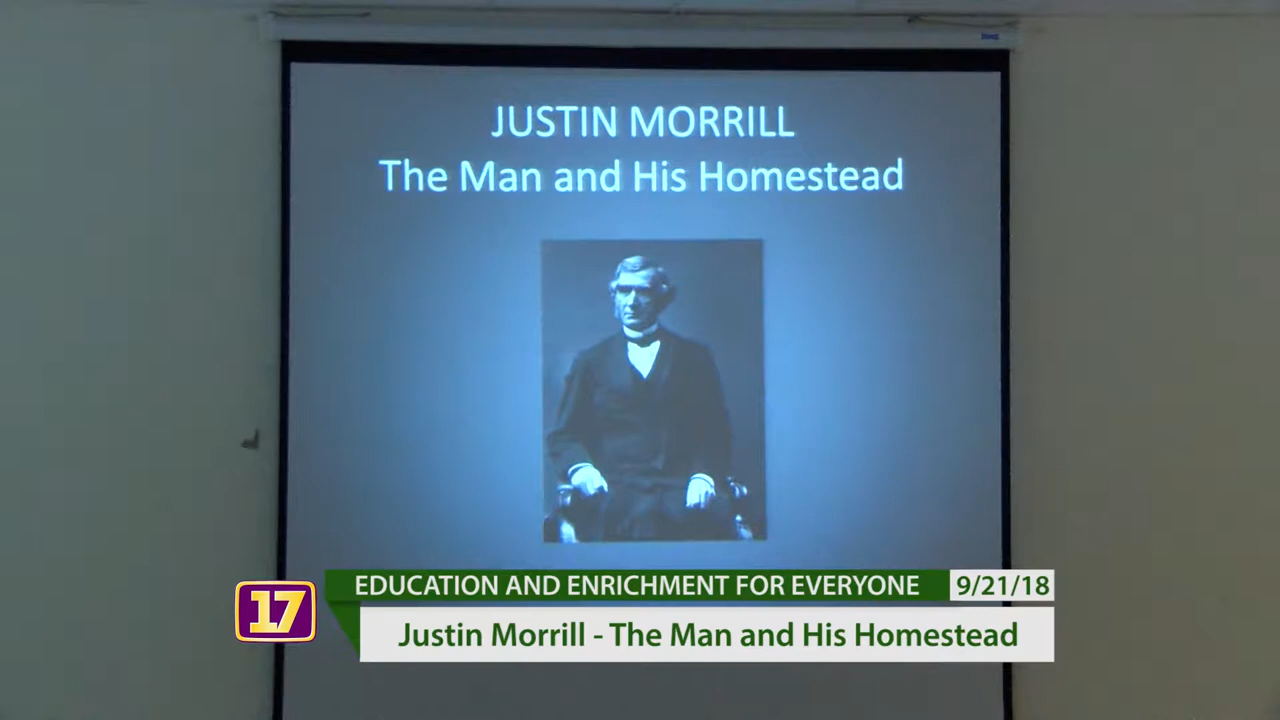 JUSTIN MORRILL
The Man and His Homestead
17
EDUCATION AND ENRICHMENT FOR EVERYONE 9/21/18
Justin Morrill - The Man and His Homestead